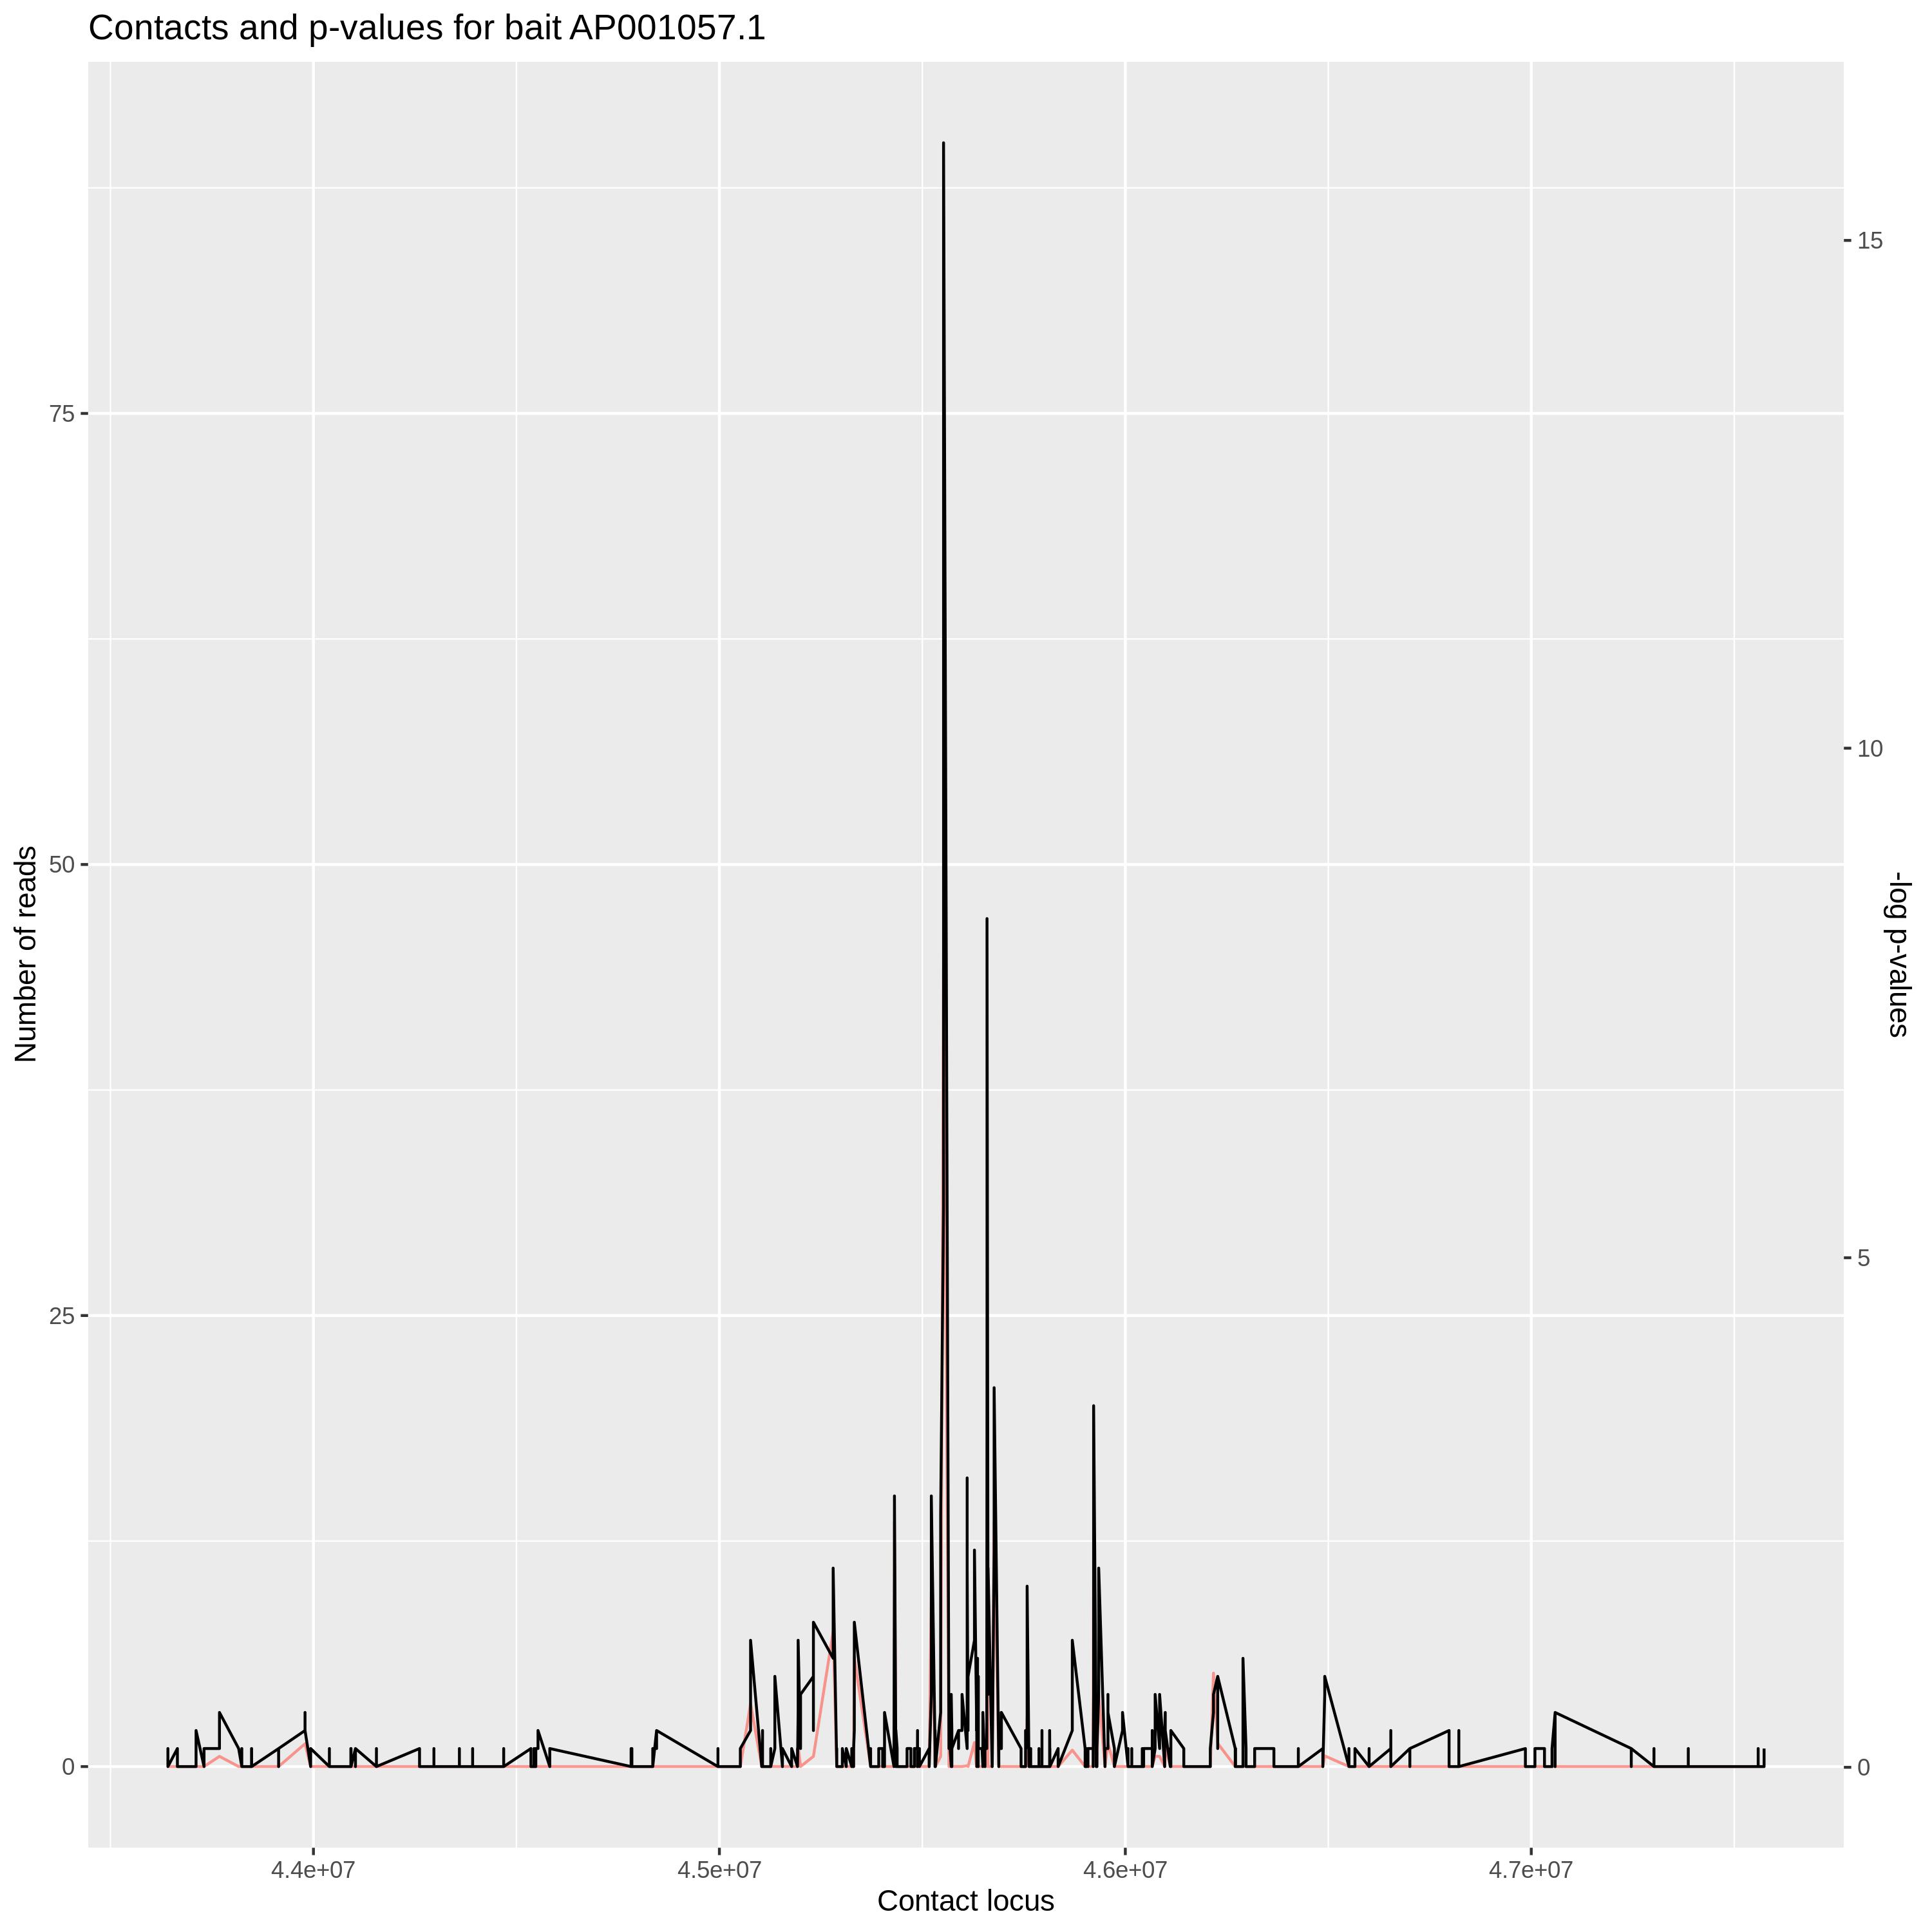 Contacts and p-values for bait AP001057.1
15
75
10
50
Number of reads
-log p-values
5
25
0
0
4.4e+07
4.5e+07
4.6e+07
4.7e+07
Contact locus